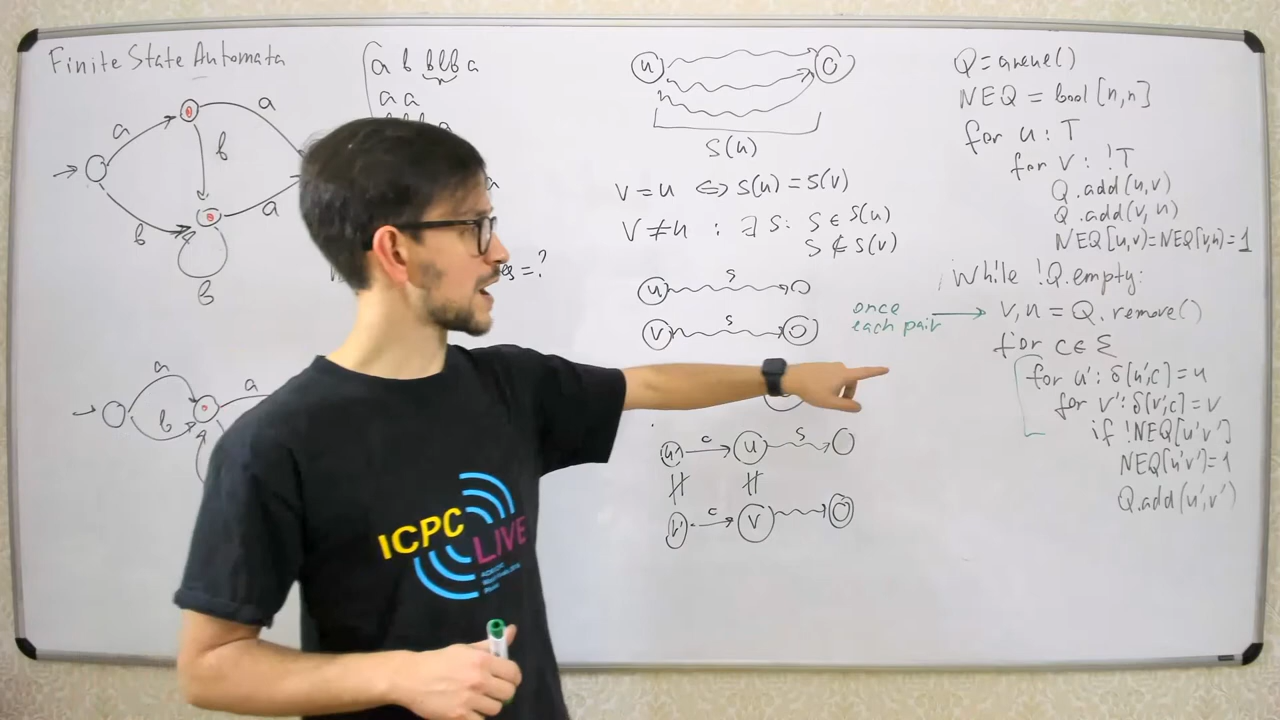 Finite State Automata
a
b
a
a
b
b
a b bbb a
a a
=?
a
b
a
u
S(u)
V = u ⇔ S(u) = S(v)
V ≠ u : ∃ S: S ∈ S(u)
S ∉ S(v)
u s
v s
u' c u s
v' c v
once
each pair
Q = queue()
NEQ = bool[n,n]
for u : T
for v : !T
Q.add(u,v)
Q.add(v,u)
NEQ[u,v]=NEQ[v,u]=1
While !Q.empty:
v,u = Q.remove()
for c∈Σ
for u' : δ(u',c)=u
for v' : δ(v',c)=v
if !NEQ[u'v']
NEQ[u'v']=1
Q.add(u',v')
ICPC
LIVE